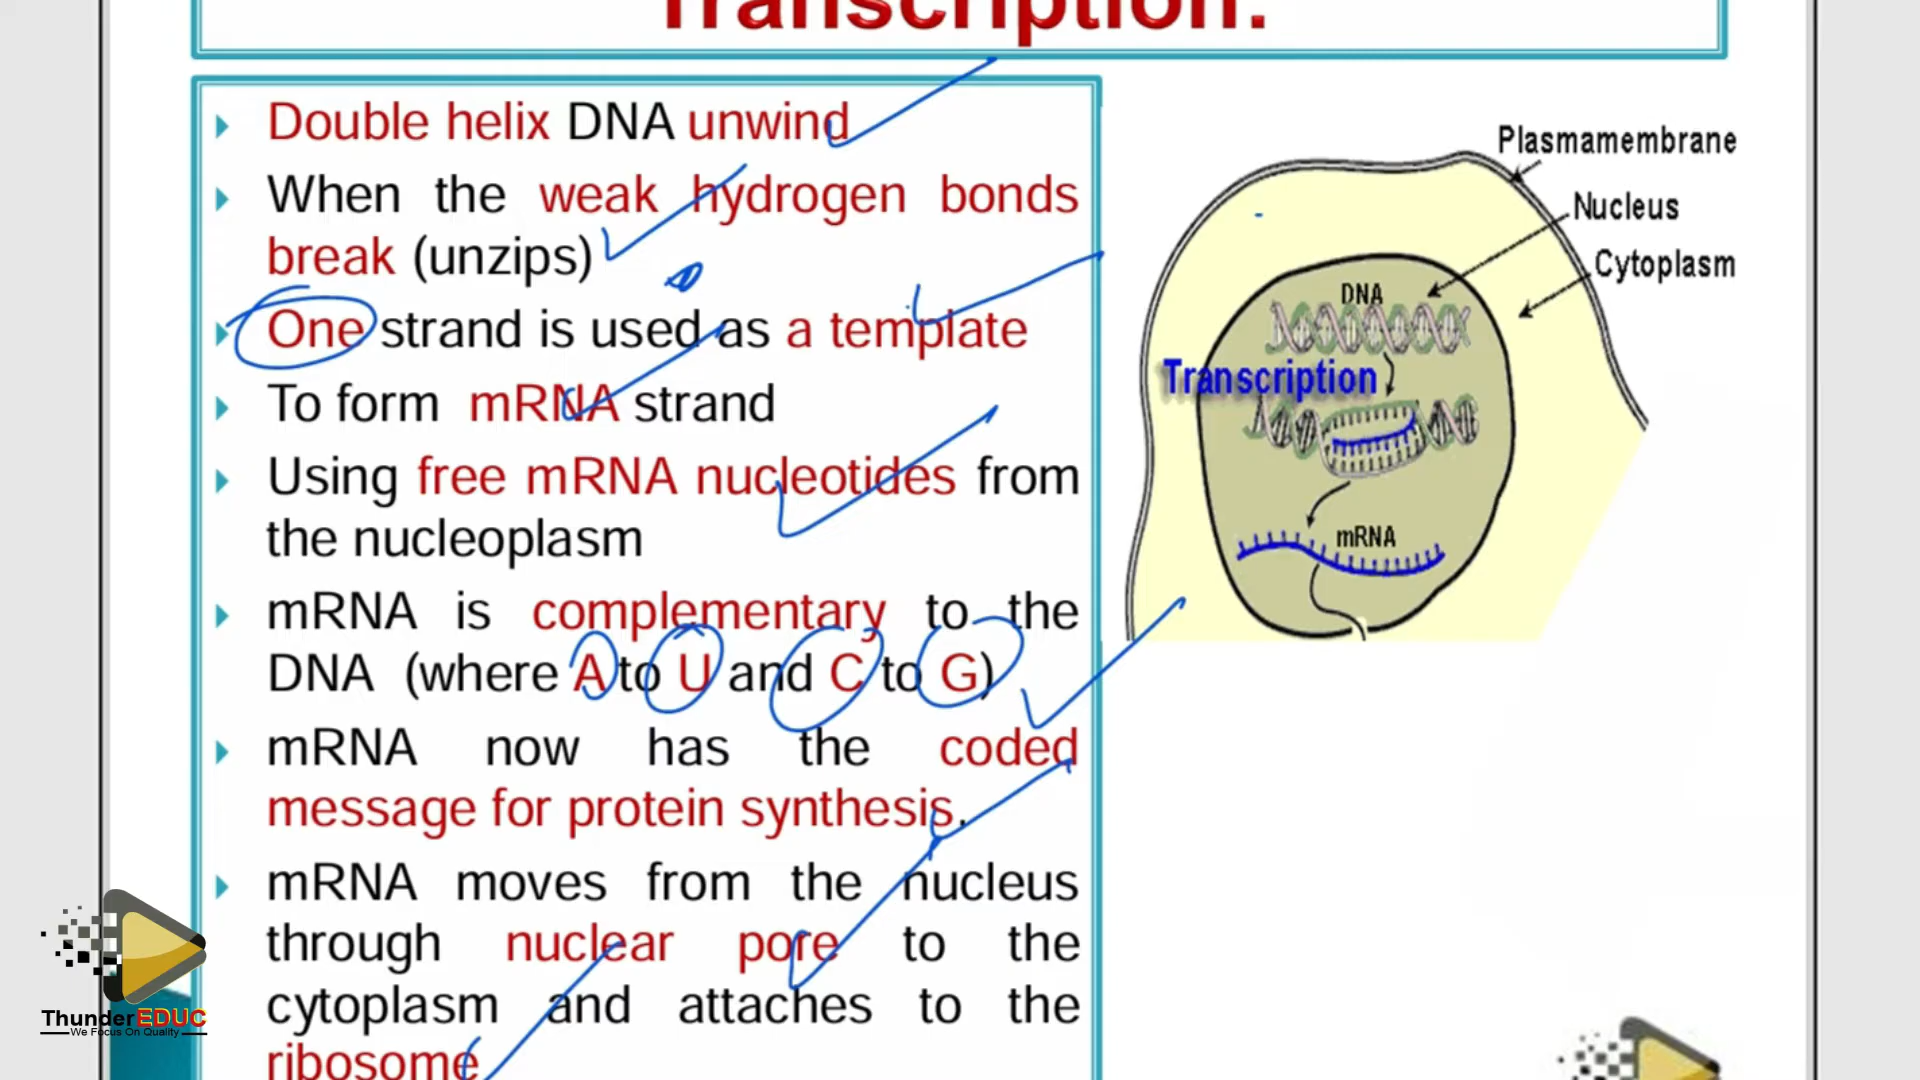 Transcription:
Double helix DNA unwind
When the weak hydrogen bonds
break (unzips)
One strand is used as a template
To form mRNA strand
Using free mRNA nucleotides from
the nucleoplasm
mRNA is complementary to the
DNA (where A to U and C to G)
mRNA now has the coded
message for protein synthesis.
mRNA moves from the nucleus
through nuclear pore to the
cytoplasm and attaches to the
ribosome
Plasmamembrane
Nucleus
Cytoplasm
DNA
Transcription
mRNA
ThunderEDUC
We Focus On Quality